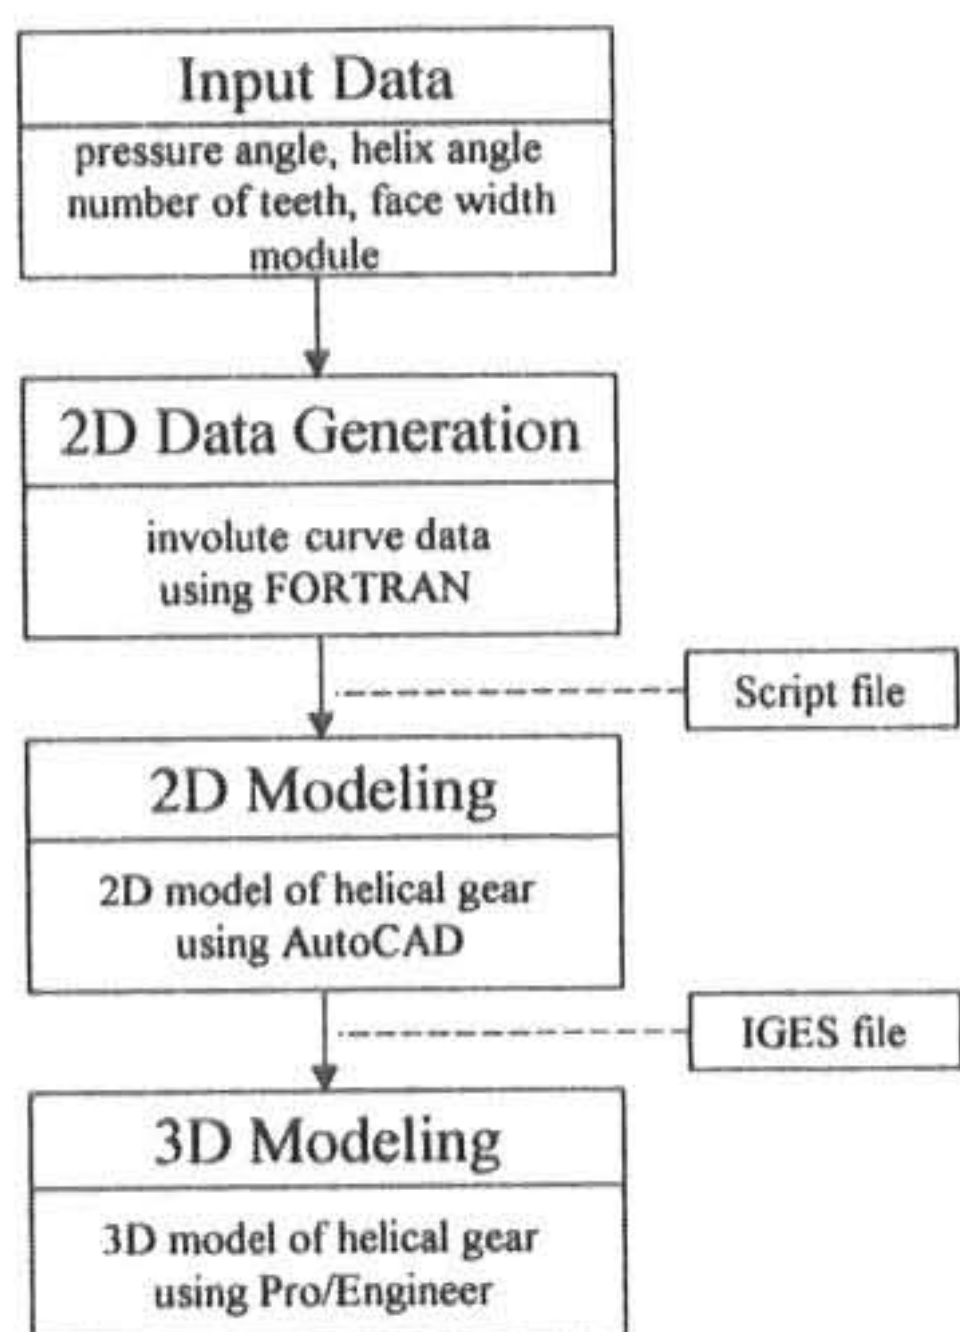 Input Data
pressure angle, helix angle
number of teeth, face width
module
2D Data Generation
involute curve data
using FORTRAN
Script file
2D Modeling
2D model of helical gear
using AutoCAD
IGES file
3D Modeling
3D model of helical gear
using Pro/Engineer